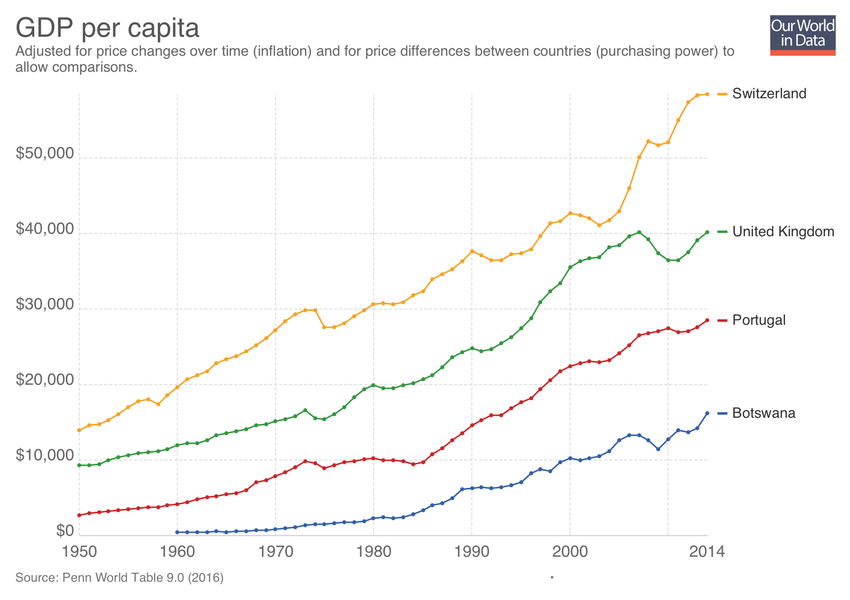 GDP per capita
Adjusted for price changes over time (inflation) and for price differences between countries (purchasing power) to
allow comparisons.
Our World
in Data
Switzerland
$50,000
$40,000
United Kingdom
$30,000
Portugal
$20,000
Botswana
$10,000
$0
1950 1960 1970 1980 1990 2000 2014
Source: Penn World Table 9.0 (2016)